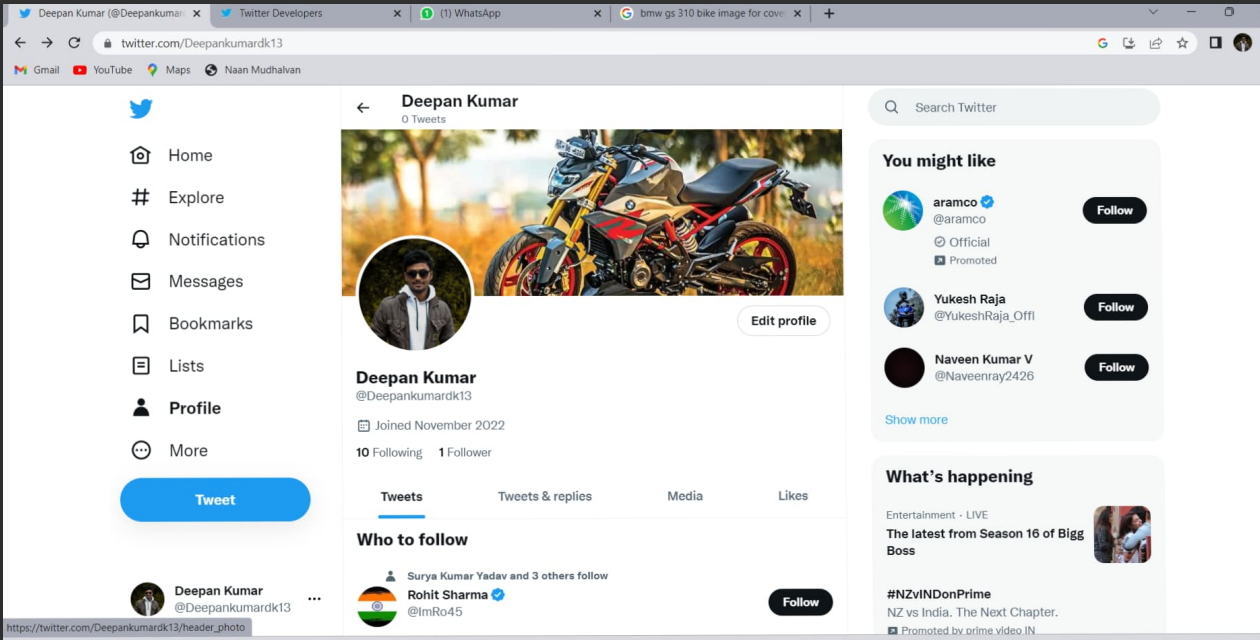 Deepan Kumar (@Deepankumar
Twitter Developers
(1) WhatsApp
bmw gs 310 bike image for cove
twitter.com/Deepankumardk13
Gmail
YouTube
Maps
Naan Mudhalvan
Home
Explore
Notifications
Messages
Bookmarks
Lists
Profile
More
Tweet
Deepan Kumar
@Deepankumardk13
https://twitter.com/Deepankumardk13/header_photo
Deepan Kumar
0 Tweets
Edit profile
Deepan Kumar
@Deepankumardk13
Joined November 2022
10 Following 1 Follower
Tweets
Tweets & replies
Media
Likes
Who to follow
Surya Kumar Yadav and 3 others follow
Rohit Sharma
@ImRo45
Follow
Search Twitter
You might like
aramco
@aramco
Official
Promoted
Follow
Yukesh Raja
@YukeshRaja_Offl
Follow
Naveen Kumar V
@Naveenray2426
Follow
Show more
What's happening
Entertainment · LIVE
The latest from Season 16 of Bigg
Boss
#NZvINDonPrime
NZ vs India. The Next Chapter.
Promoted by prime video IN